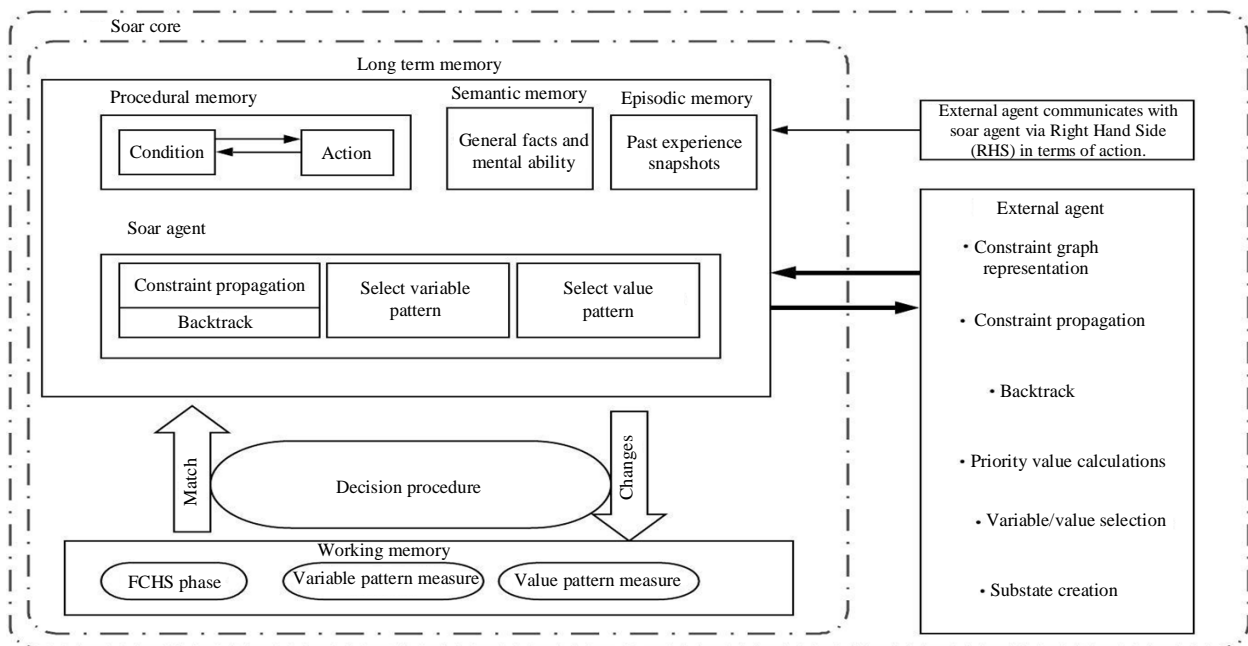 Soar core
Long term memory
Procedural memory
Condition
Action
Semantic memory
General facts and
mental ability
Episodic memory
Past experience
snapshots
Soar agent
Constraint propagation
Backtrack
Select variable
pattern
Select value
pattern
Match
Decision procedure
Changes
Working memory
FCHS phase
Variable pattern measure
Value pattern measure
External agent communicates with
soar agent via Right Hand Side
(RHS) in terms of action.
External agent
• Constraint graph
representation
• Constraint propagation
• Backtrack
• Priority value calculations
• Variable/value selection
• Substate creation